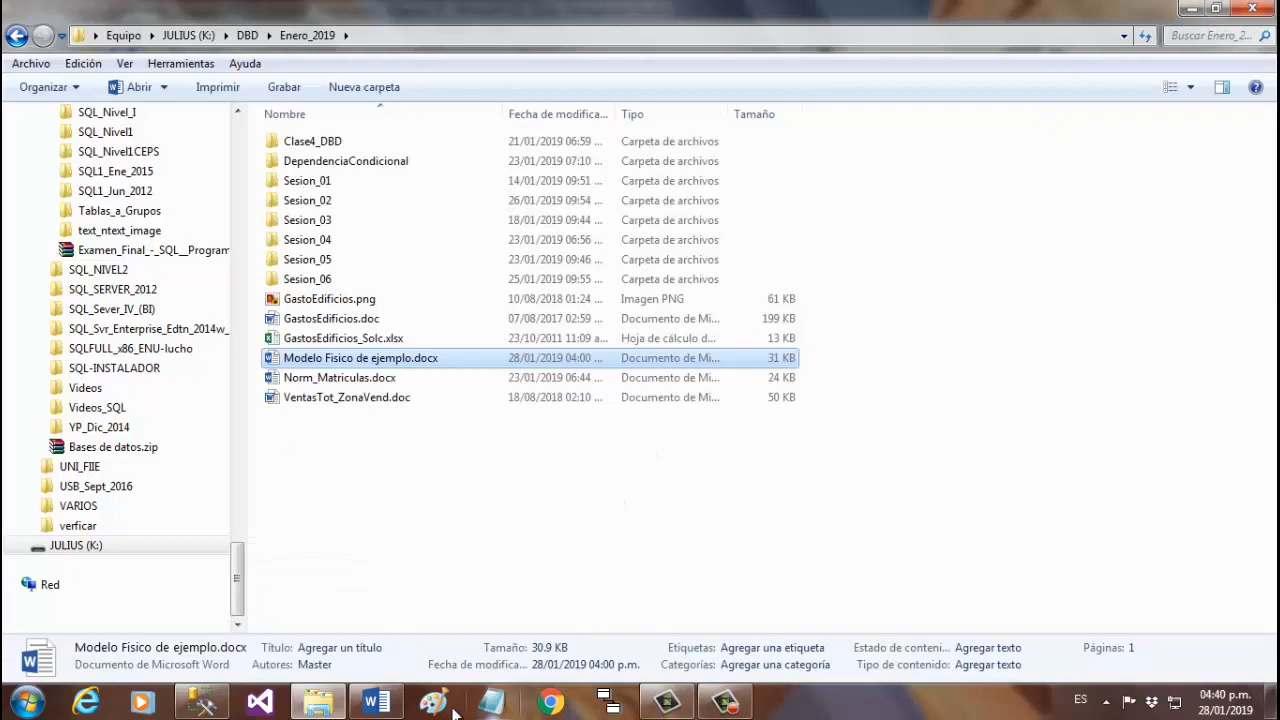 Equipo JULIUS (K:) DBD Enero_2019
Buscar Enero_2...
Archivo Edición Ver Herramientas Ayuda
Organizar Abrir Imprimir Grabar Nueva carpeta
SQL_Nivel_I
SQL_Nivel1
SQL_Nivel1CEPS
SQL1_Ene_2015
SQL1_Jun_2012
Tablas_a_Grupos
text_ntext_image
Examen_Final_-_SQL__Program
SQL_NIVEL2
SQL_SERVER_2012
SQL_Sever_IV_(BI)
SQL_Svr_Enterprise_Edtn_2014w_
SQLFULL_x86_ENU-lucho
SQL-INSTALADOR
Videos
Videos_SQL
YP_Dic_2014
Bases de datos.zip
UNI_FIIE
USB_Sept_2016
VARIOS
verficar
JULIUS (K:)
Red
Nombre Fecha de modifica... Tipo Tamaño
Clase4_DBD 21/01/2019 06:59 ... Carpeta de archivos
DependenciaCondicional 23/01/2019 07:10 ... Carpeta de archivos
Sesion_01 14/01/2019 09:51 ... Carpeta de archivos
Sesion_02 26/01/2019 09:54 ... Carpeta de archivos
Sesion_03 18/01/2019 09:44 ... Carpeta de archivos
Sesion_04 23/01/2019 06:56 ... Carpeta de archivos
Sesion_05 23/01/2019 09:46 ... Carpeta de archivos
Sesion_06 25/01/2019 09:55 ... Carpeta de archivos
GastoEdificios.png 10/08/2018 01:24 ... Imagen PNG 61 KB
GastosEdificios.doc 07/08/2017 02:59 ... Documento de Mi... 199 KB
GastosEdificios_Solc.xlsx 23/10/2011 11:09 a... Hoja de cálculo d... 13 KB
Modelo Fisico de ejemplo.docx 28/01/2019 04:00 ... Documento de Mi... 31 KB
Norm_Matriculas.docx 23/01/2019 06:44 ... Documento de Mi... 24 KB
VentasTot_ZonaVend.doc 18/08/2018 02:10 ... Documento de Mi... 50 KB
Modelo Fisico de ejemplo.docx Título: Agregar un título Tamaño: 30.9 KB Etiquetas: Agregar una etiqueta Estado de conteni... Agregar texto Páginas: 1
Documento de Microsoft Word Autores: Master Fecha de modifica... 28/01/2019 04:00 p.m. Categorías: Agregar una categoría Tipo de contenido: Agregar texto
ES
04:40 p.m.
28/01/2019